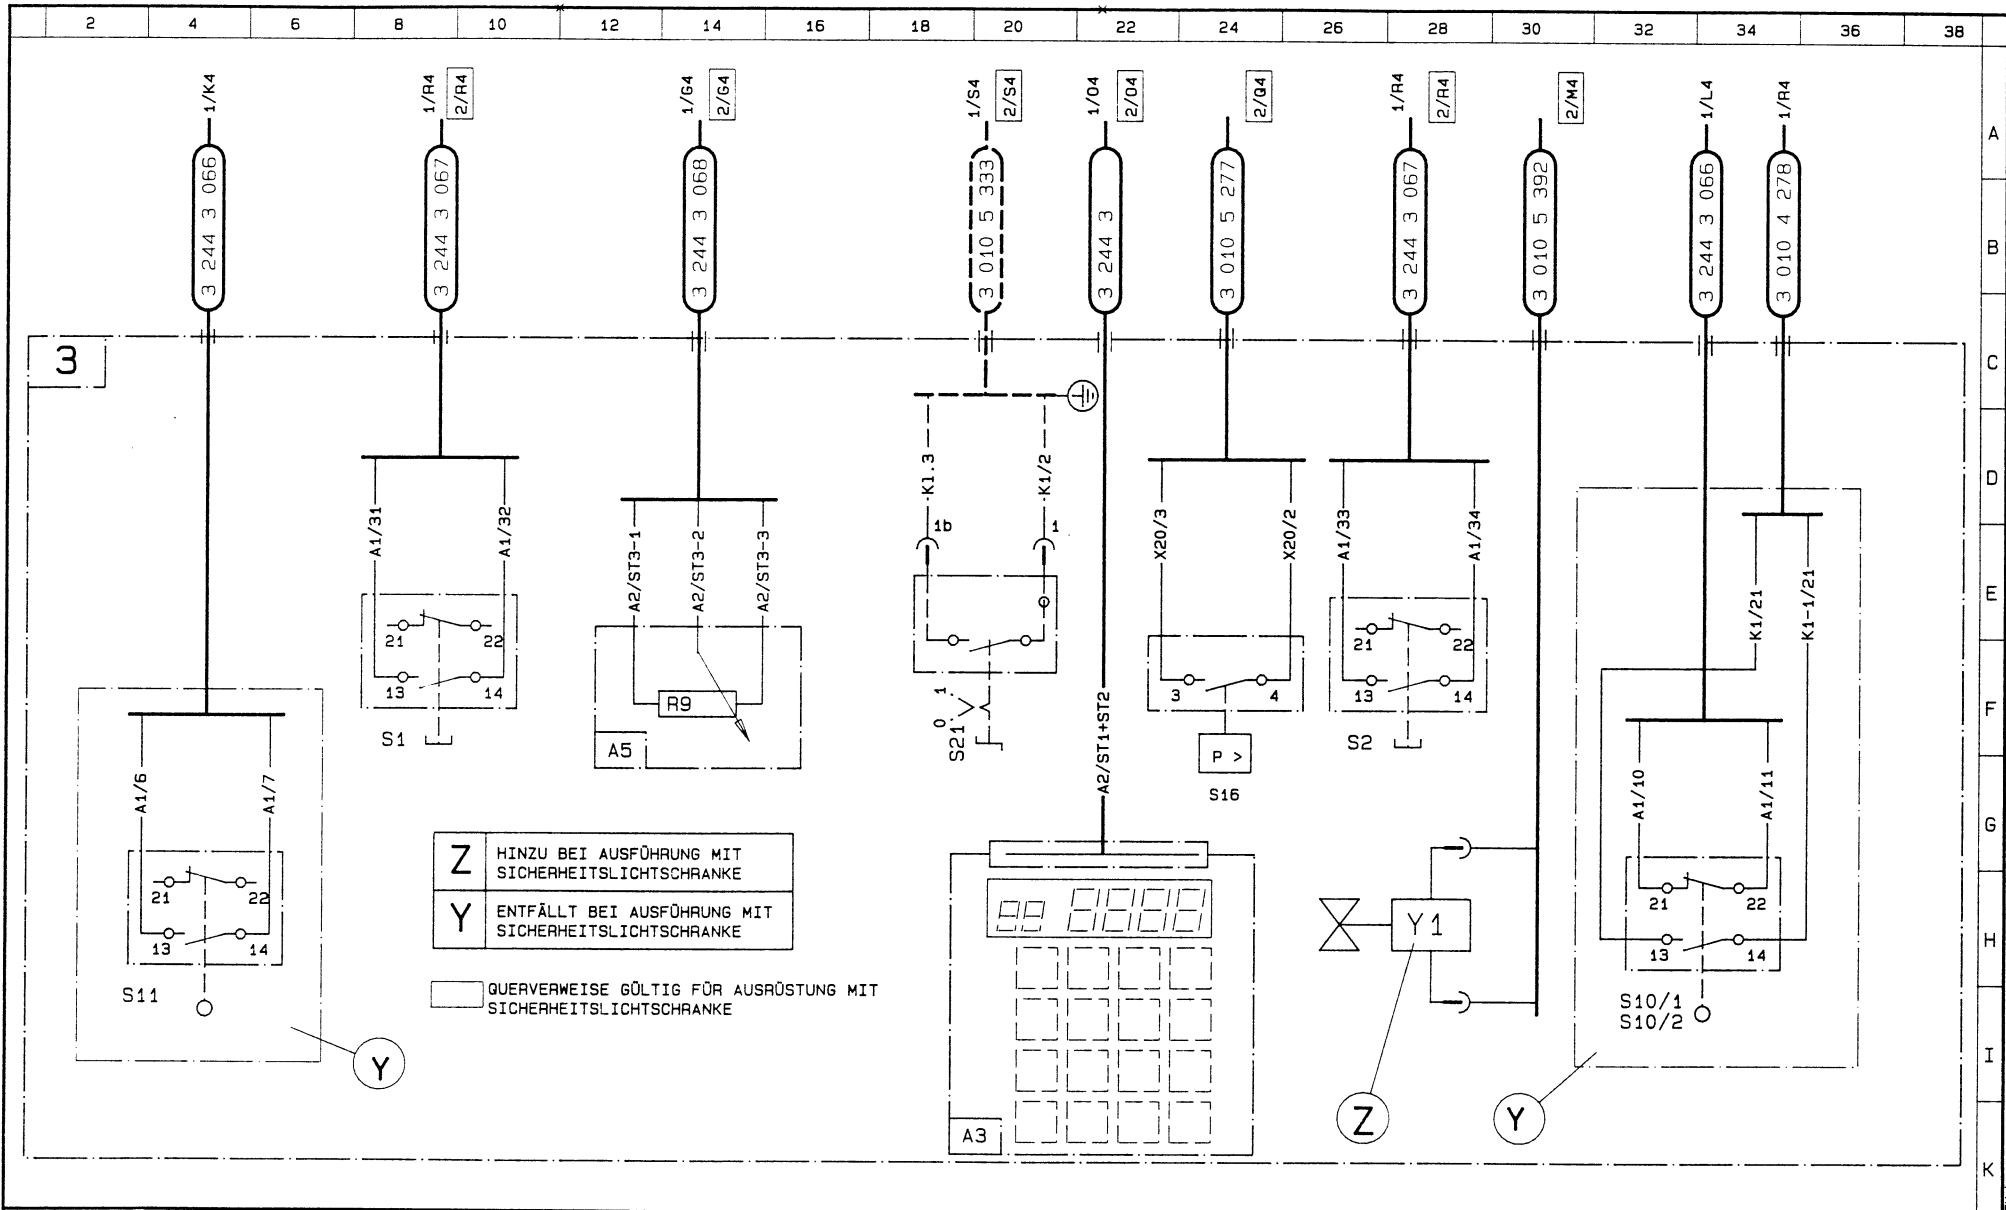 2 4 6 8 10 12 14 16 18 20 22 24 26 28 30 32 34 36 38
A
B
C
D
E
F
G
H
I
K
1/K4
1/R4
2/R4
1/G4
2/G4
1/S4
2/S4
1/O4
2/O4
2/Q4
1/R4
2/R4
2/M4
1/L4
1/R4
3 244 3 066
3 244 3 067
3 244 3 068
3 010 5 333
3 244 3
3 010 5 277
3 244 3 067
3 010 5 392
3 244 3 066
3 010 4 278
3
A1/31
A1/32
21 22
13 14
S1
A2/ST3-1
A2/ST3-2
A2/ST3-3
R9
A5
K1.3
K1/2
1b
1
0 1
S21
A2/ST1+ST2
X20/3
X20/2
3 4
P >
S16
A1/33
A1/34
21 22
13 14
S2
K1/21
K1-1/21
A1/10
A1/11
21 22
13 14
S10/1
S10/2
Y
A1/6
A1/7
21 22
13 14
S11
Y
Z HINZU BEI AUSFÜHRUNG MIT
SICHERHEITSLICHTSCHRANKE
Y ENTFÄLLT BEI AUSFÜHRUNG MIT
SICHERHEITSLICHTSCHRANKE
QUERVERWEISE GÜLTIG FÜR AUSRÜSTUNG MIT
SICHERHEITSLICHTSCHRANKE
A3
Y1
Z